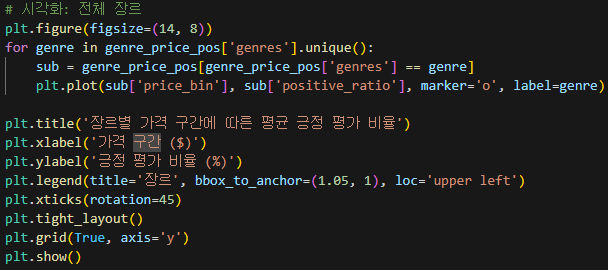 # 시각화: 전체 장르
plt.figure(figsize=(14, 8))
for genre in genre_price_pos['genres'].unique():
    sub = genre_price_pos[genre_price_pos['genres'] == genre]
    plt.plot(sub['price_bin'], sub['positive_ratio'], marker='o', label=genre)

plt.title('장르별 가격 구간에 따른 평균 긍정 평가 비율')
plt.xlabel('가격 구간 ($)')
plt.ylabel('긍정 평가 비율 (%)')
plt.legend(title='장르', bbox_to_anchor=(1.05, 1), loc='upper left')
plt.xticks(rotation=45)
plt.tight_layout()
plt.grid(True, axis='y')
plt.show()